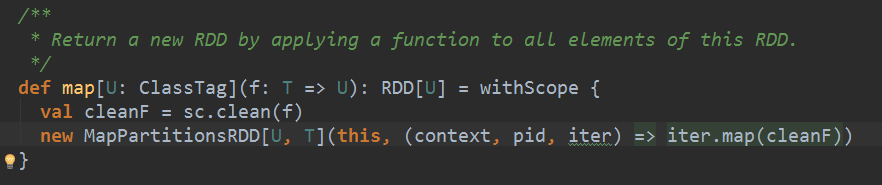 /**
 * Return a new RDD by applying a function to all elements of this RDD.
 */
def map[U: ClassTag](f: T => U): RDD[U] = withScope {
  val cleanF = sc.clean(f)
  new MapPartitionsRDD[U, T](this, (context, pid, iter) => iter.map(cleanF))
}